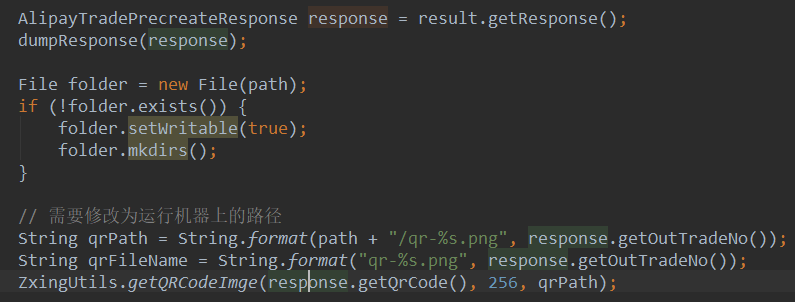 AlipayTradePrecreateResponse response = result.getResponse();
dumpResponse(response);
File folder = new File(path);
if (!folder.exists()) {
folder.setWritable(true);
folder.mkdirs();
}
// 需要修改为运行机器上的路径
String qrPath = String.format(path + "/qr-%s.png", response.getOutTradeNo());
String qrFileName = String.format("qr-%s.png", response.getOutTradeNo());
ZxingUtils.getQRCodeImge(response.getQrCode(), 256, qrPath);